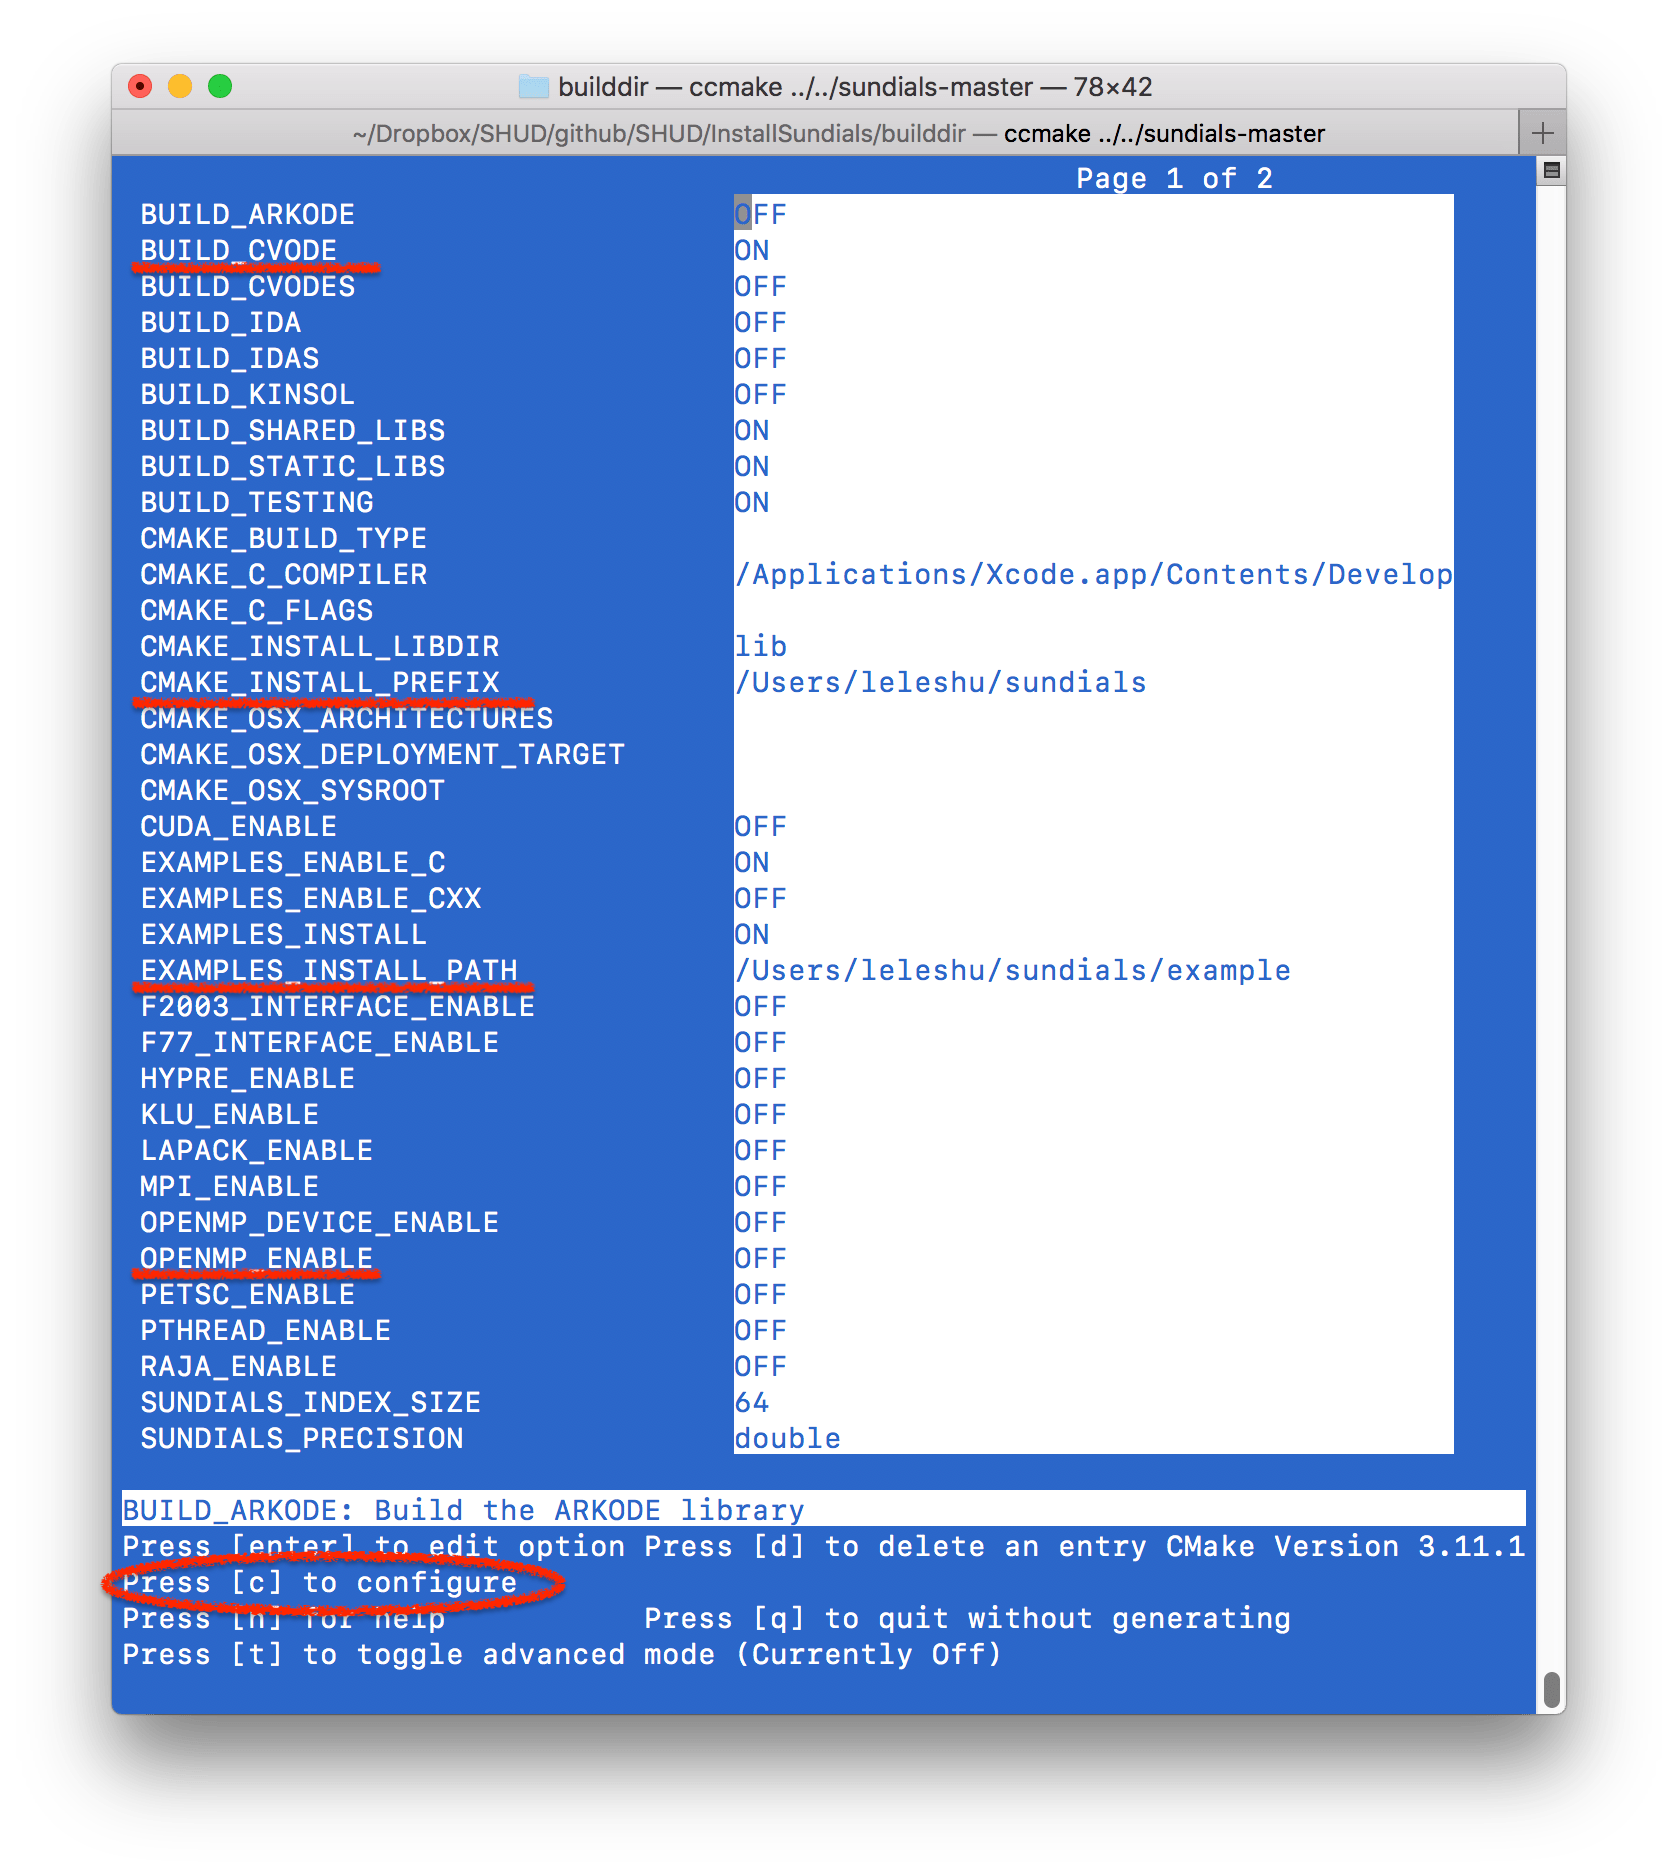 builddir — ccmake ../../sundials-master — 78×42
~/Dropbox/SHUD/github/SHUD/InstallSundials/builddir — ccmake ../../sundials-master +
Page 1 of 2
BUILD_ARKODE OFF
BUILD_CVODE ON
BUILD_CVODES OFF
BUILD_IDA OFF
BUILD_IDAS OFF
BUILD_KINSOL OFF
BUILD_SHARED_LIBS ON
BUILD_STATIC_LIBS ON
BUILD_TESTING ON
CMAKE_BUILD_TYPE
CMAKE_C_COMPILER /Applications/Xcode.app/Contents/Develop
CMAKE_C_FLAGS
CMAKE_INSTALL_LIBDIR lib
CMAKE_INSTALL_PREFIX /Users/leleshu/sundials
CMAKE_OSX_ARCHITECTURES
CMAKE_OSX_DEPLOYMENT_TARGET
CMAKE_OSX_SYSROOT
CUDA_ENABLE OFF
EXAMPLES_ENABLE_C ON
EXAMPLES_ENABLE_CXX OFF
EXAMPLES_INSTALL ON
EXAMPLES_INSTALL_PATH /Users/leleshu/sundials/example
F2003_INTERFACE_ENABLE OFF
F77_INTERFACE_ENABLE OFF
HYPRE_ENABLE OFF
KLU_ENABLE OFF
LAPACK_ENABLE OFF
MPI_ENABLE OFF
OPENMP_DEVICE_ENABLE OFF
OPENMP_ENABLE OFF
PETSC_ENABLE OFF
PTHREAD_ENABLE OFF
RAJA_ENABLE OFF
SUNDIALS_INDEX_SIZE 64
SUNDIALS_PRECISION double
BUILD_ARKODE: Build the ARKODE library
Press [enter] to edit option Press [d] to delete an entry CMake Version 3.11.1
Press [c] to configure
Press [h] for help Press [q] to quit without generating
Press [t] to toggle advanced mode (Currently Off)